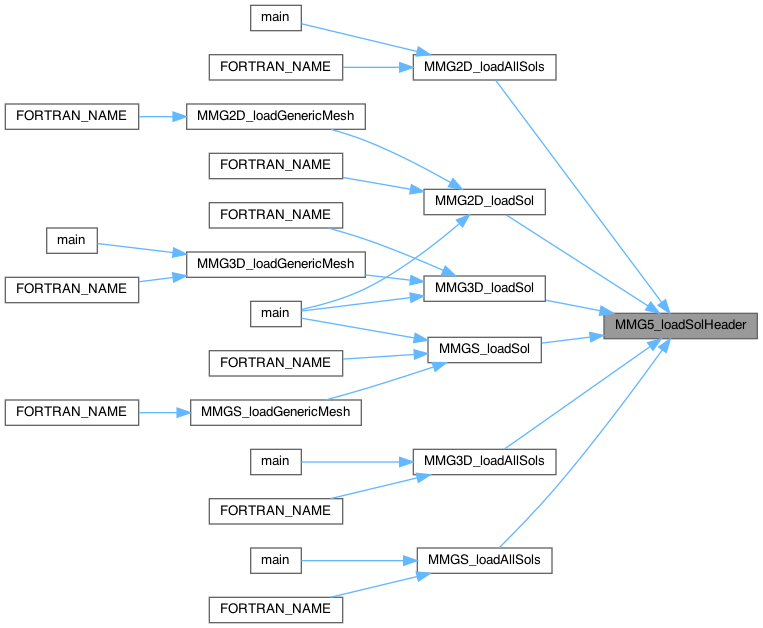 main
FORTRAN_NAME
MMG2D_loadAllSols
FORTRAN_NAME
MMG2D_loadGenericMesh
FORTRAN_NAME
MMG2D_loadSol
FORTRAN_NAME
main
MMG3D_loadGenericMesh
FORTRAN_NAME
MMG3D_loadSol
main
MMG5_loadSolHeader
MMGS_loadSol
FORTRAN_NAME
FORTRAN_NAME
MMGS_loadGenericMesh
main
MMG3D_loadAllSols
FORTRAN_NAME
main
MMGS_loadAllSols
FORTRAN_NAME